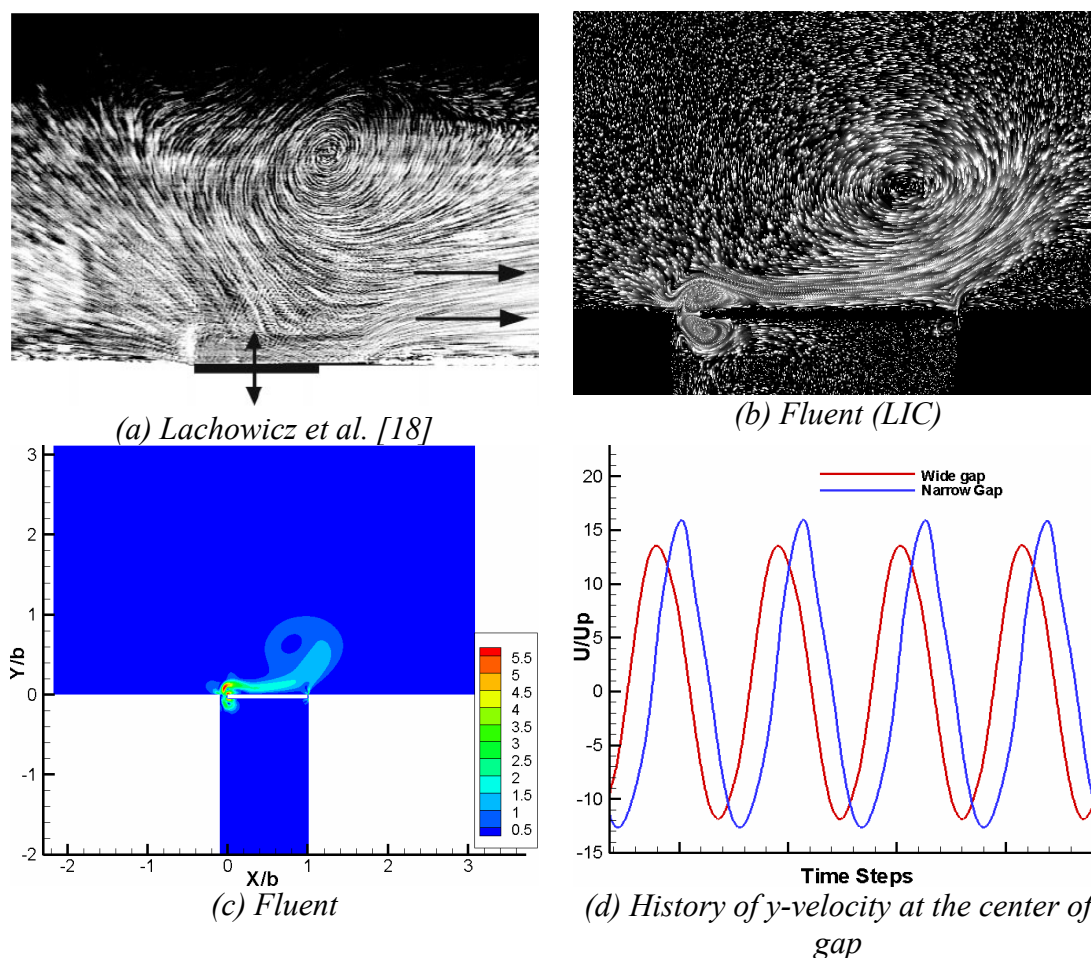 (a) Lachowicz et al. [18]
(b) Fluent (LIC)
3
2
1
0
-1
-2
Y/b
-2
-1
0
1
2
3
X/b
5.5
5
4.5
4
3.5
3
2.5
2
1.5
1
0.5
(c) Fluent
20
15
10
5
0
-5
-10
-15
U/Up
Wide gap
Narrow Gap
Time Steps
(d) History of y-velocity at the center of
gap